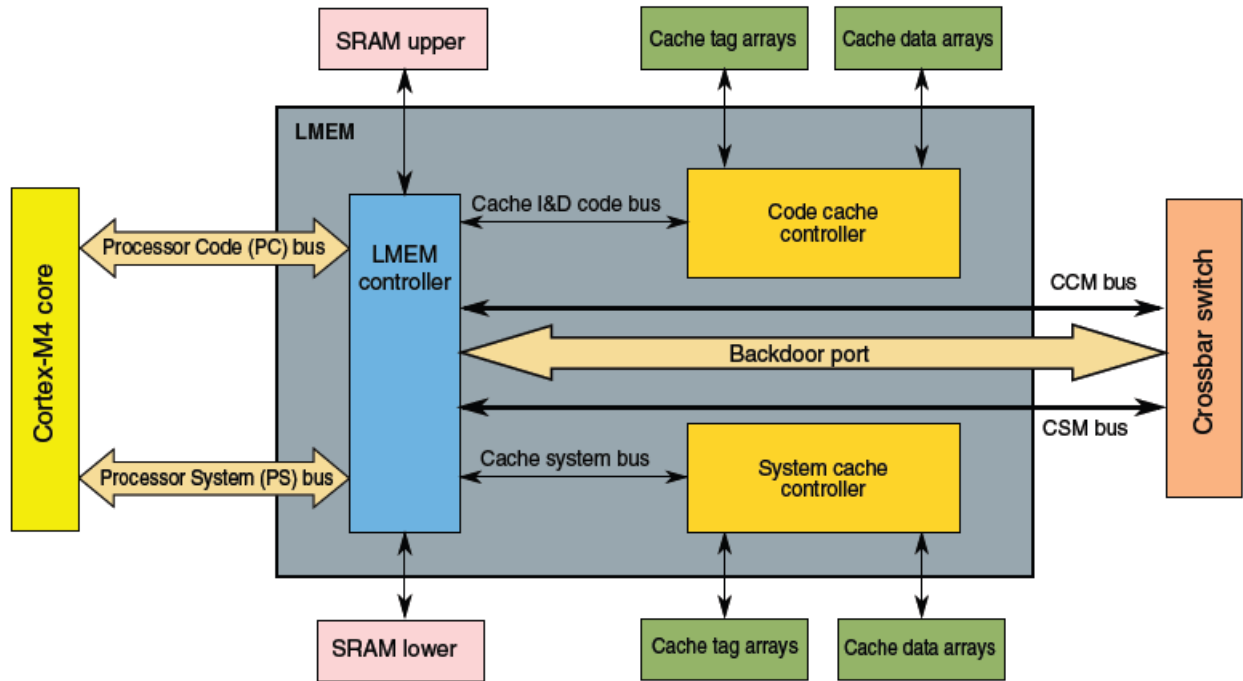 SRAM upper
Cache tag arrays
Cache data arrays
LMEM
Cortex-M4 core
Processor Code (PC) bus
LMEM
controller
Cache I&D code bus
Code cache
controller
CCM bus
Backdoor port
Crossbar switch
CSM bus
Processor System (PS) bus
Cache system bus
System cache
controller
SRAM lower
Cache tag arrays
Cache data arrays